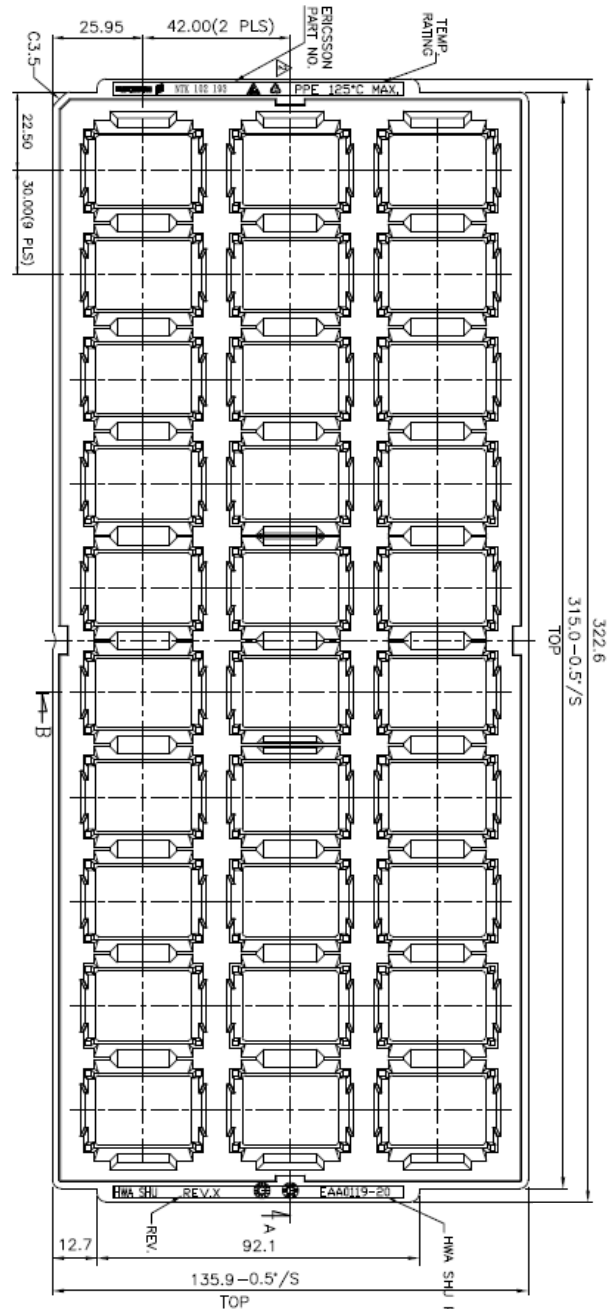 25.95
42.00(2 PLS)
ERICSSON
PART NO.
TEMP.
RATING
C3.5
NTK 102 193
PPE 125°C MAX.
22.50
30.00(9 PLS)
322.6
315.0-0.5°/S
TOP
B
A
HWA SHU
REV.X
EAA0119-20
REV.
HWA SHU
12.7
92.1
135.9-0.5°/S
TOP